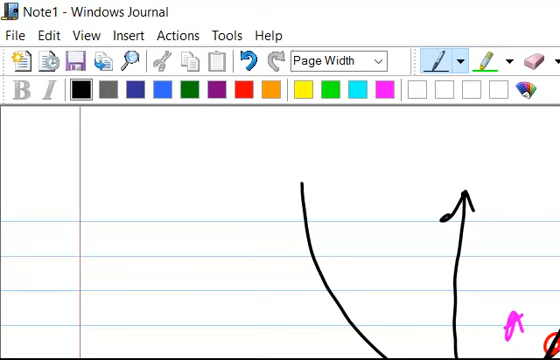 Note1 - Windows Journal
File Edit View Insert Actions Tools Help
Page Width
B I